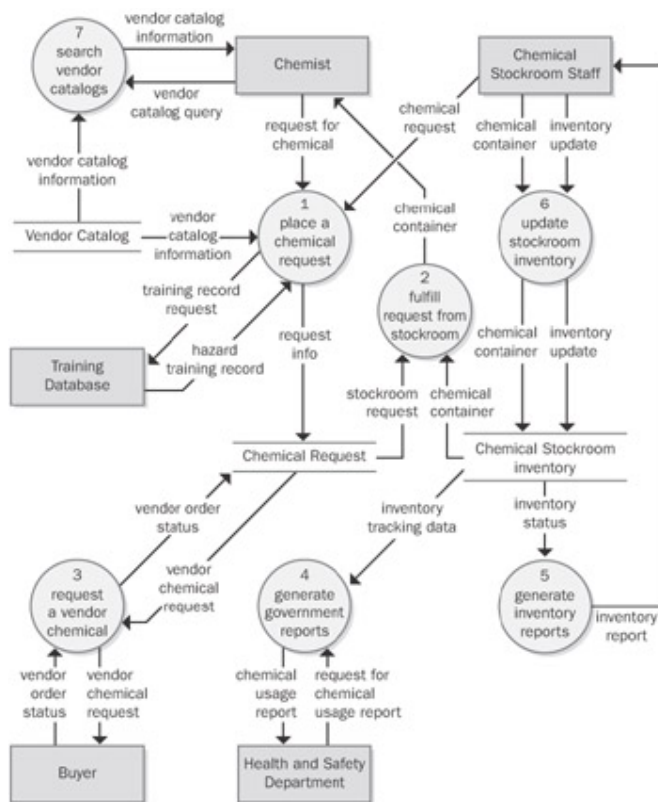 vendor catalog
information
7
search
vendor
catalogs
Chemist
Chemical
Stockroom Staff
vendor
catalog query
request for
chemical
chemical
request
chemical
container
inventory
update
vendor catalog
information
Vendor Catalog
vendor
catalog
information
1
place a
chemical
request
chemical
container
6
update
stockroom
inventory
2
fulfill
request from
stockroom
training record
request
hazard
training record
request
info
chemical
container
inventory
update
Training
Database
stockroom
request
chemical
container
Chemical Request
Chemical Stockroom
inventory
vendor order
status
vendor
chemical
request
inventory
tracking data
inventory
status
3
request
a vendor
chemical
4
generate
government
reports
5
generate
inventory
reports
inventory
report
vendor
order
status
vendor
chemical
request
chemical
usage
report
request for
chemical
usage report
Buyer
Health and Safety
Department